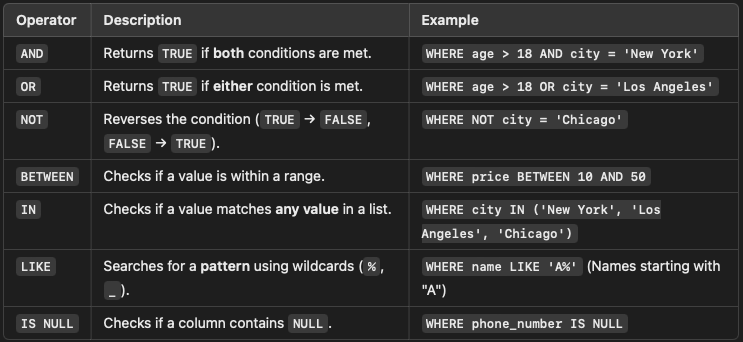 Operator Description Example
AND Returns TRUE if both conditions are met. WHERE age > 18 AND city = 'New York'
OR Returns TRUE if either condition is met. WHERE age > 18 OR city = 'Los Angeles'
NOT Reverses the condition (TRUE → FALSE, WHERE NOT city = 'Chicago'
FALSE → TRUE).
BETWEEN Checks if a value is within a range. WHERE price BETWEEN 10 AND 50
IN Checks if a value matches any value in a list. WHERE city IN ('New York', 'Los
Angeles', 'Chicago')
LIKE Searches for a pattern using wildcards (%, WHERE name LIKE 'A%' (Names starting with
_). "A")
IS NULL Checks if a column contains NULL. WHERE phone_number IS NULL